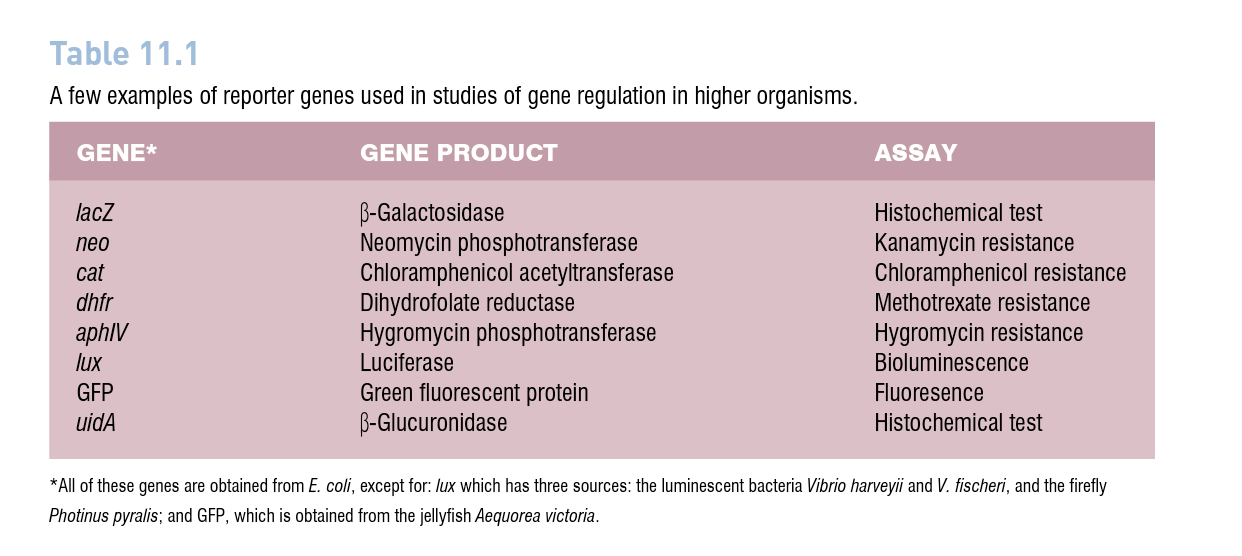 Table 11.1
A few examples of reporter genes used in studies of gene regulation in higher organisms.
GENE* GENE PRODUCT ASSAY
lacZ β-Galactosidase Histochemical test
neo Neomycin phosphotransferase Kanamycin resistance
cat Chloramphenicol acetyltransferase Chloramphenicol resistance
dhfr Dihydrofolate reductase Methotrexate resistance
aphIV Hygromycin phosphotransferase Hygromycin resistance
lux Luciferase Bioluminescence
GFP Green fluorescent protein Fluoresence
uidA β-Glucuronidase Histochemical test
*All of these genes are obtained from E. coli, except for: lux which has three sources: the luminescent bacteria Vibrio harveyii and V. fischeri, and the firefly
Photinus pyralis; and GFP, which is obtained from the jellyfish Aequorea victoria.